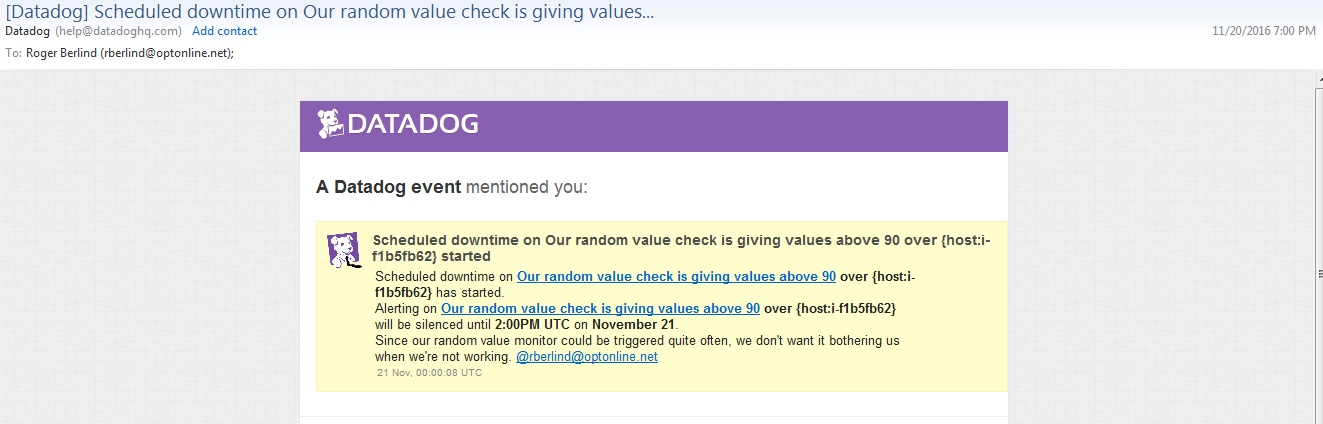 [Datadog] Scheduled downtime on Our random value check is giving values...
Datadog (help@datadoghq.com) Add contact
11/20/2016 7:00 PM
To: Roger Berlind (rberlind@optonline.net);
DATADOG
A Datadog event mentioned you:
Scheduled downtime on Our random value check is giving values above 90 over {host:i-
f1b5fb62} started
Scheduled downtime on Our random value check is giving values above 90 over {host:i-
f1b5fb62} has started.
Alerting on Our random value check is giving values above 90 over {host:i-f1b5fb62}
will be silenced until 2:00PM UTC on November 21.
Since our random value monitor could be triggered quite often, we don't want it bothering us
when we're not working. @rberlind@optonline.net
21 Nov, 00:00:08 UTC